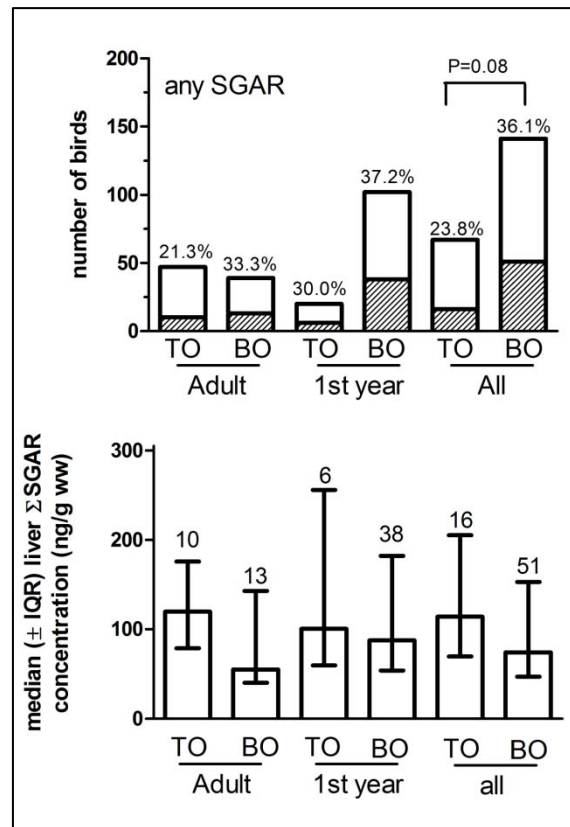 200
150
100
50
0
number of birds
any SGAR
P=0.08
21.3%
33.3%
30.0%
37.2%
23.8%
36.1%
TO BO TO BO TO BO
Adult 1st year All
300
200
100
0
median (± IQR) liver ΣSGAR
concentration (ng/g ww)
10
13
6
38
16
51
TO BO TO BO TO BO
Adult 1st year all